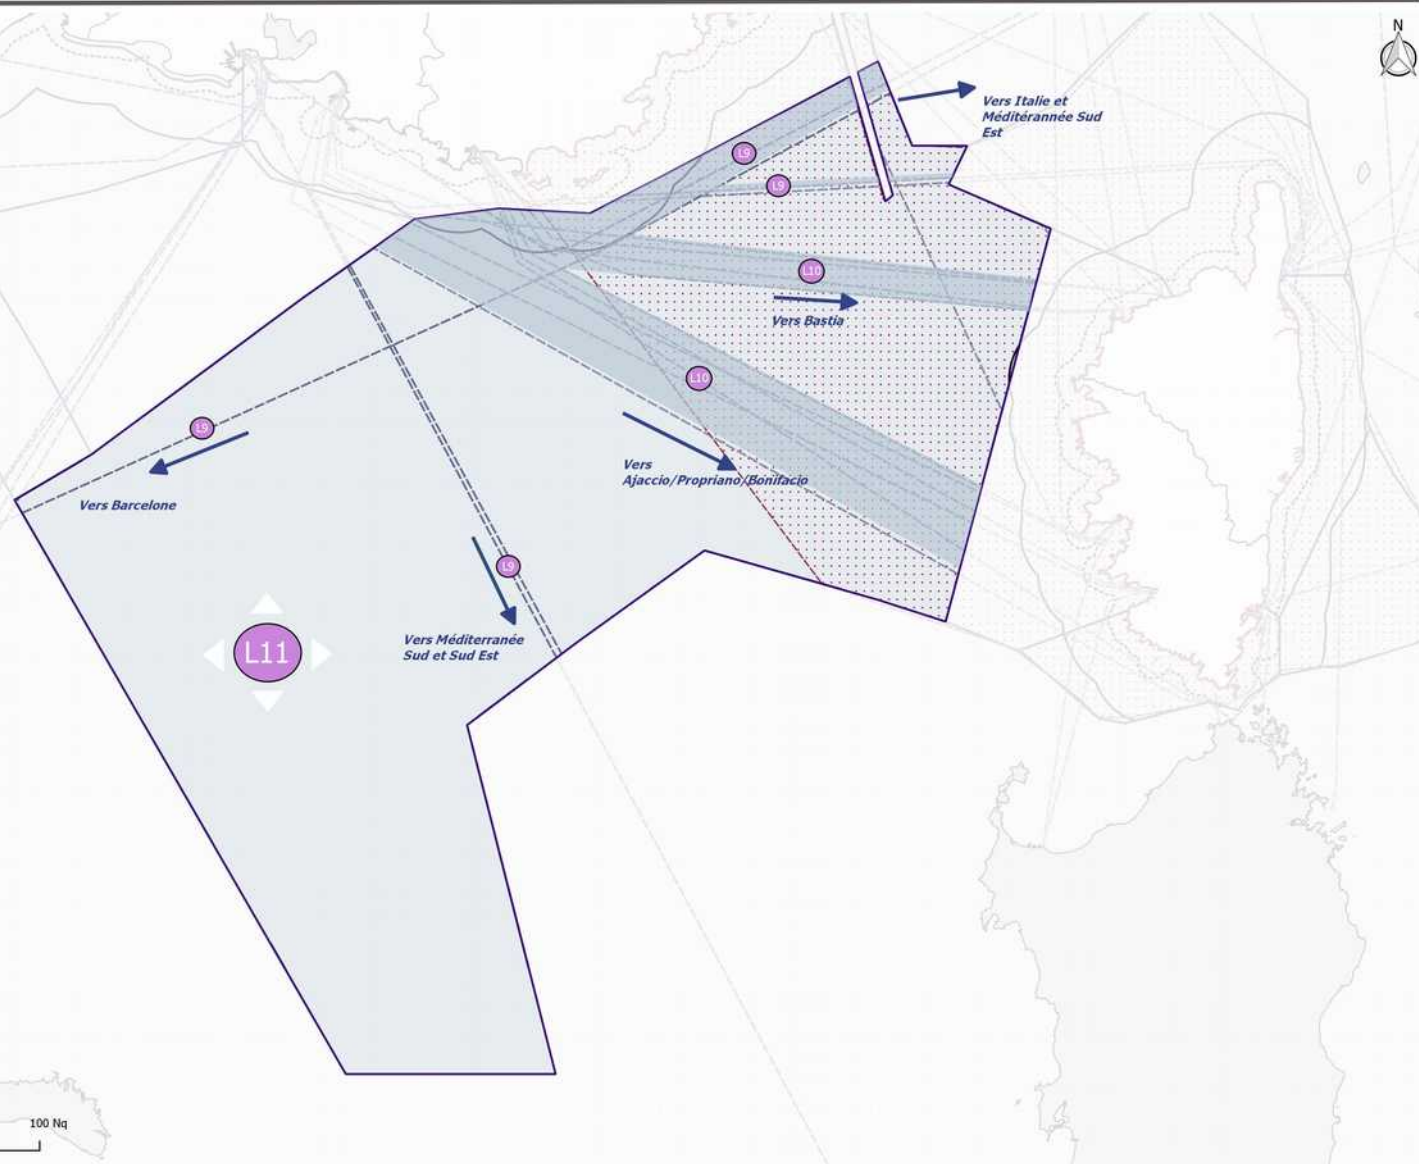 N
Vers Italie et
Méditérannée Sud
Est
L9
L9
L10
Vers Bastia
L10
L9
Vers
Ajaccio/Propriano/Bonifacio
Vers Barcelone
L9
Vers Méditerranée
Sud et Sud Est
L11
100 Nq